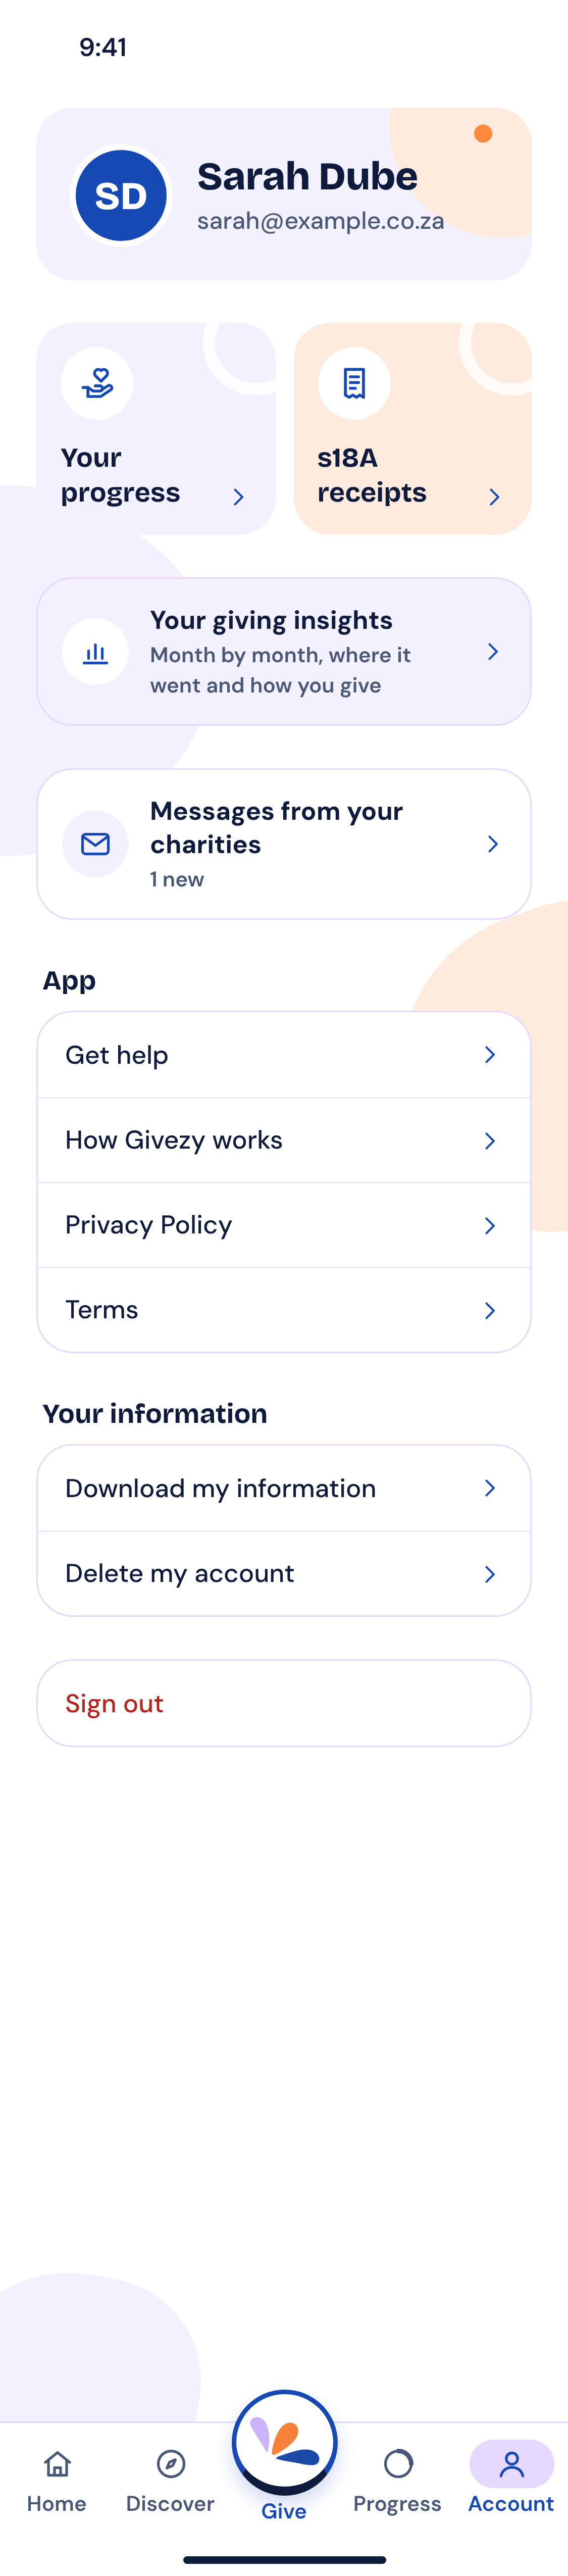 9:41
SD
Sarah Dube
sarah@example.co.za
Your
progress
s18A
receipts
Your giving insights
Month by month, where it
went and how you give
Messages from your
charities
1 new
App
Get help
How Givezy works
Privacy Policy
Terms
Your information
Download my information
Delete my account
Sign out
Home
Discover
Give
Progress
Account